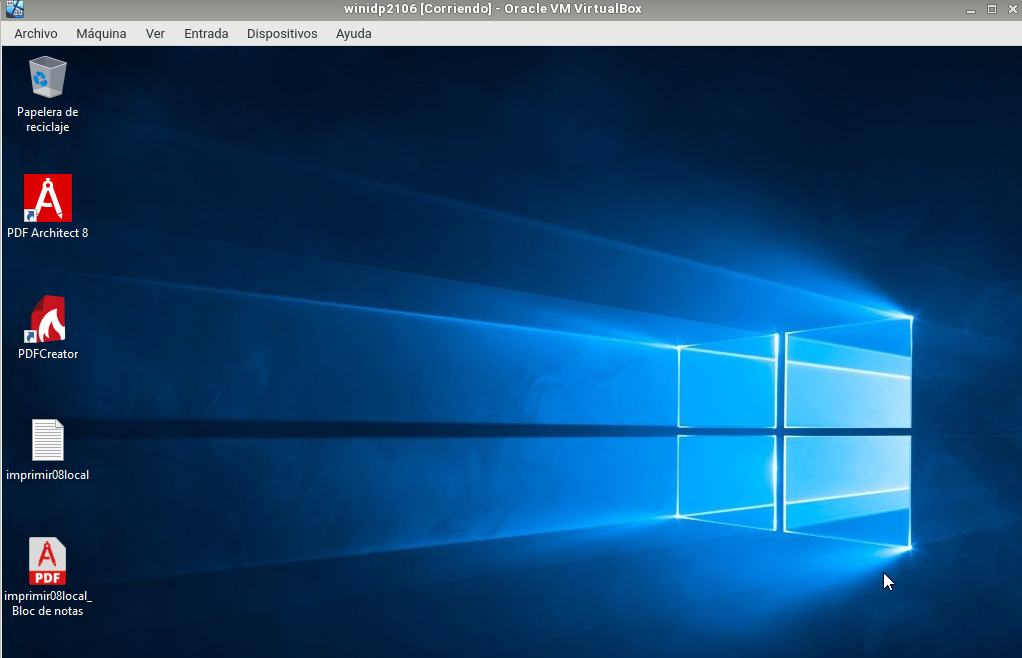 winidp2106 [Corriendo] - Oracle VM VirtualBox
Archivo Máquina Ver Entrada Dispositivos Ayuda
Papelera de
reciclaje
PDF Architect 8
PDFCreator
imprimir08local
PDF
imprimir08local_
Bloc de notas